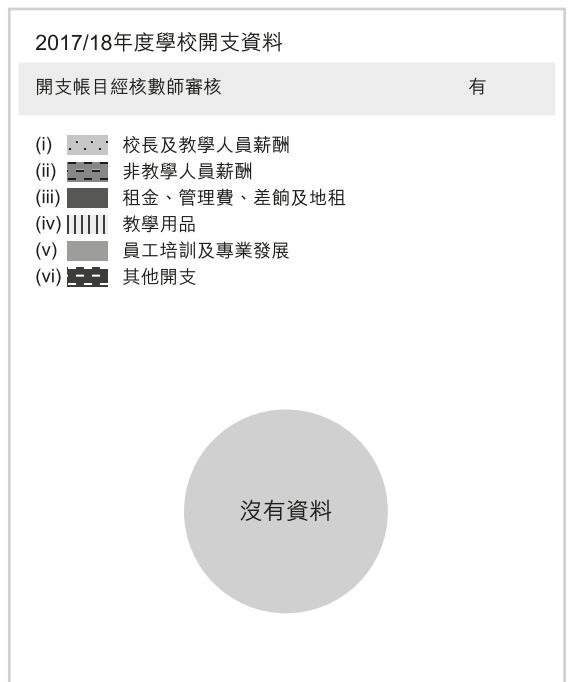 2017/18年度學校開支資料
開支帳目經核數師審核 有
(i) 校長及教學人員薪酬
(ii) 非教學人員薪酬
(iii) 租金、管理費、差餉及地租
(iv) 教學用品
(v) 員工培訓及專業發展
(vi) 其他開支
沒有資料